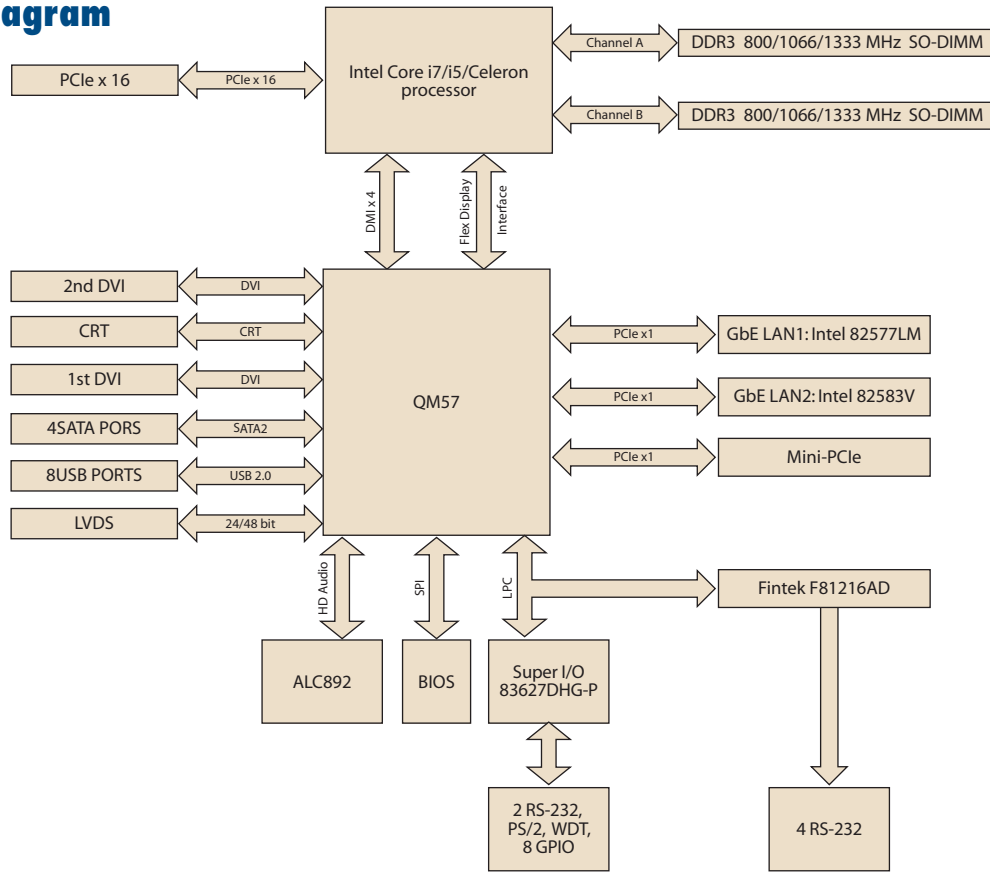 agram
PCIe x 16
PCIe x 16
Intel Core i7/i5/Celeron
processor
Channel A
DDR3 800/1066/1333 MHz SO-DIMM
Channel B
DDR3 800/1066/1333 MHz SO-DIMM
DMI x 4
Flex Display
Interface
2nd DVI
DVI
CRT
CRT
1st DVI
DVI
4SATA PORS
SATA2
8USB PORTS
USB 2.0
LVDS
24/48 bit
QM57
PCIe x1
GbE LAN1: Intel 82577LM
PCIe x1
GbE LAN2: Intel 82583V
PCIe x1
Mini-PCIe
HD Audio
SPI
LPC
Fintek F81216AD
ALC892
BIOS
Super I/O
83627DHG-P
2 RS-232,
PS/2, WDT,
8 GPIO
4 RS-232